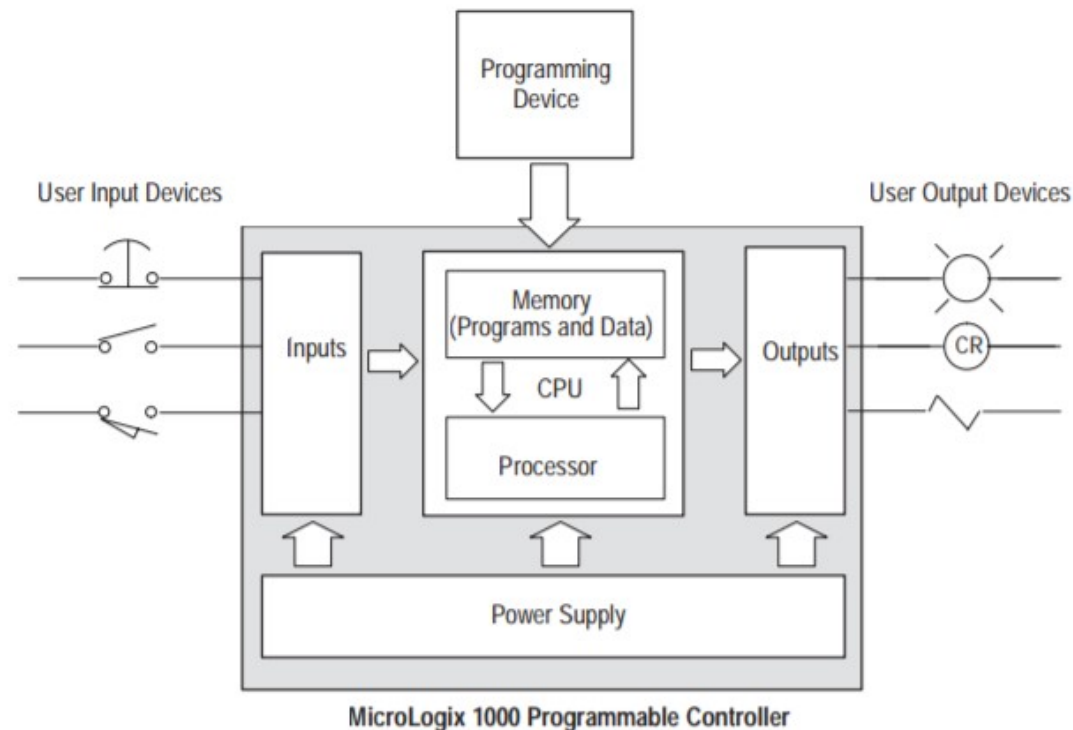 Programming
Device
User Input Devices
User Output Devices
Inputs
Memory
(Programs and Data)
CPU
Processor
Outputs
CR
Power Supply
MicroLogix 1000 Programmable Controller